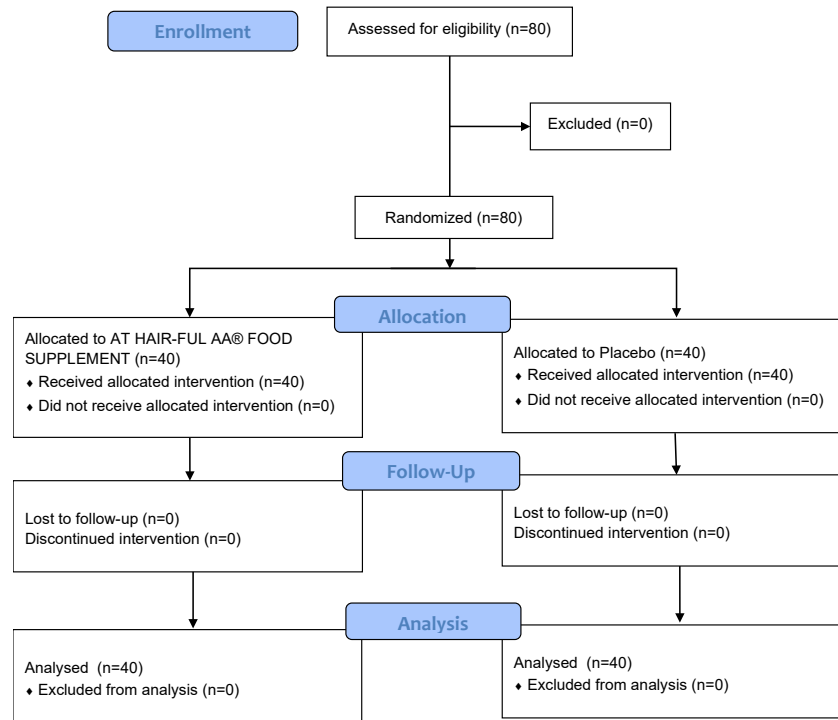 Enrollment
Assessed for eligibility (n=80)
Excluded (n=0)
Randomized (n=80)
Allocation
Allocated to AT HAIR-FUL AA® FOOD
SUPPLEMENT (n=40)
♦ Received allocated intervention (n=40)
♦ Did not receive allocated intervention (n=0)
Allocated to Placebo (n=40)
♦ Received allocated intervention (n=40)
♦ Did not receive allocated intervention (n=0)
Follow-Up
Lost to follow-up (n=0)
Discontinued intervention (n=0)
Lost to follow-up (n=0)
Discontinued intervention (n=0)
Analysis
Analysed (n=40)
♦ Excluded from analysis (n=0)
Analysed (n=40)
♦ Excluded from analysis (n=0)